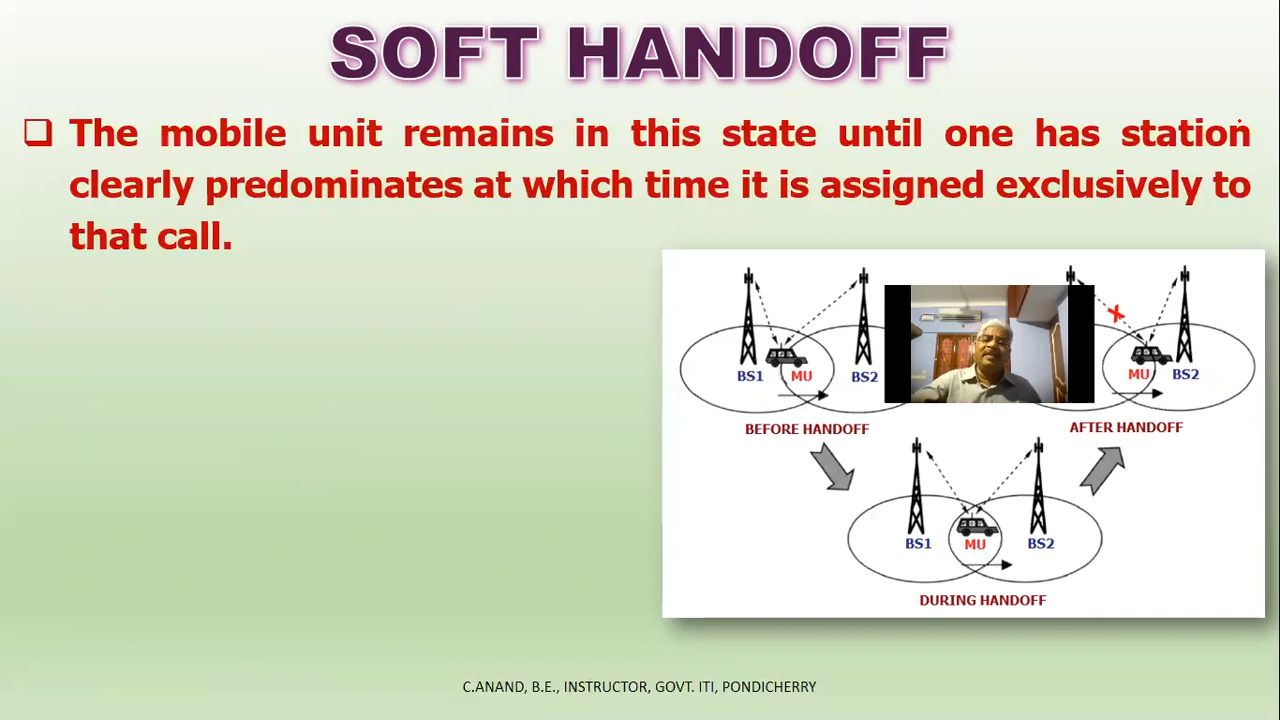 SOFT HANDOFF
❑ The mobile unit remains in this state until one has station
clearly predominates at which time it is assigned exclusively to
that call.
BS1 MU BS2
BEFORE HANDOFF
MU BS2
AFTER HANDOFF
BS1 MU BS2
DURING HANDOFF
C.ANAND, B.E., INSTRUCTOR, GOVT. ITI, PONDICHERRY